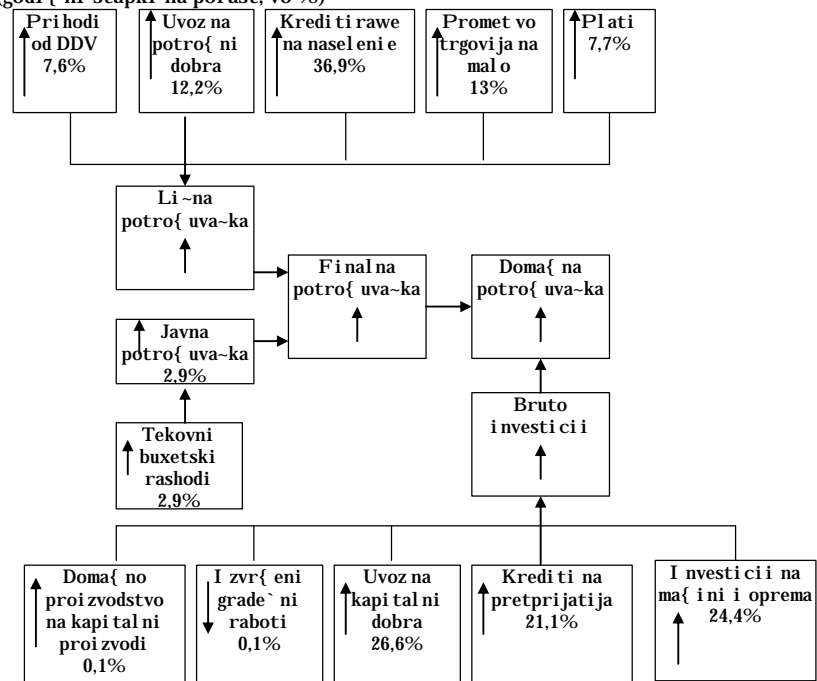 (godi{ni stapki na porast, vo %)
Prihodi
od DDV
7,6%
Uvoz na
potro{ni
dobra
12,2%
Kreditirawe
na naselenie
36,9%
Promet vo
trgovija na
malo
13%
Plati
7,7%
Li~na
potro{uva~ka
Finalna
potro{uva~ka
Doma{na
potro{uva~ka
Javna
potro{uva~ka
2,9%
Bruto
investicii
Tekovni
buxetski
rashodi
2,9%
Doma{no
proizvodstvo
na kapitalni
proizvodi
0,1%
Izvr{eni
grade`ni
raboti
0,1%
Uvoz na
kapitalni
dobra
26,6%
Krediti na
pretprijatija
21,1%
Investicii na
ma{ini i oprema
24,4%